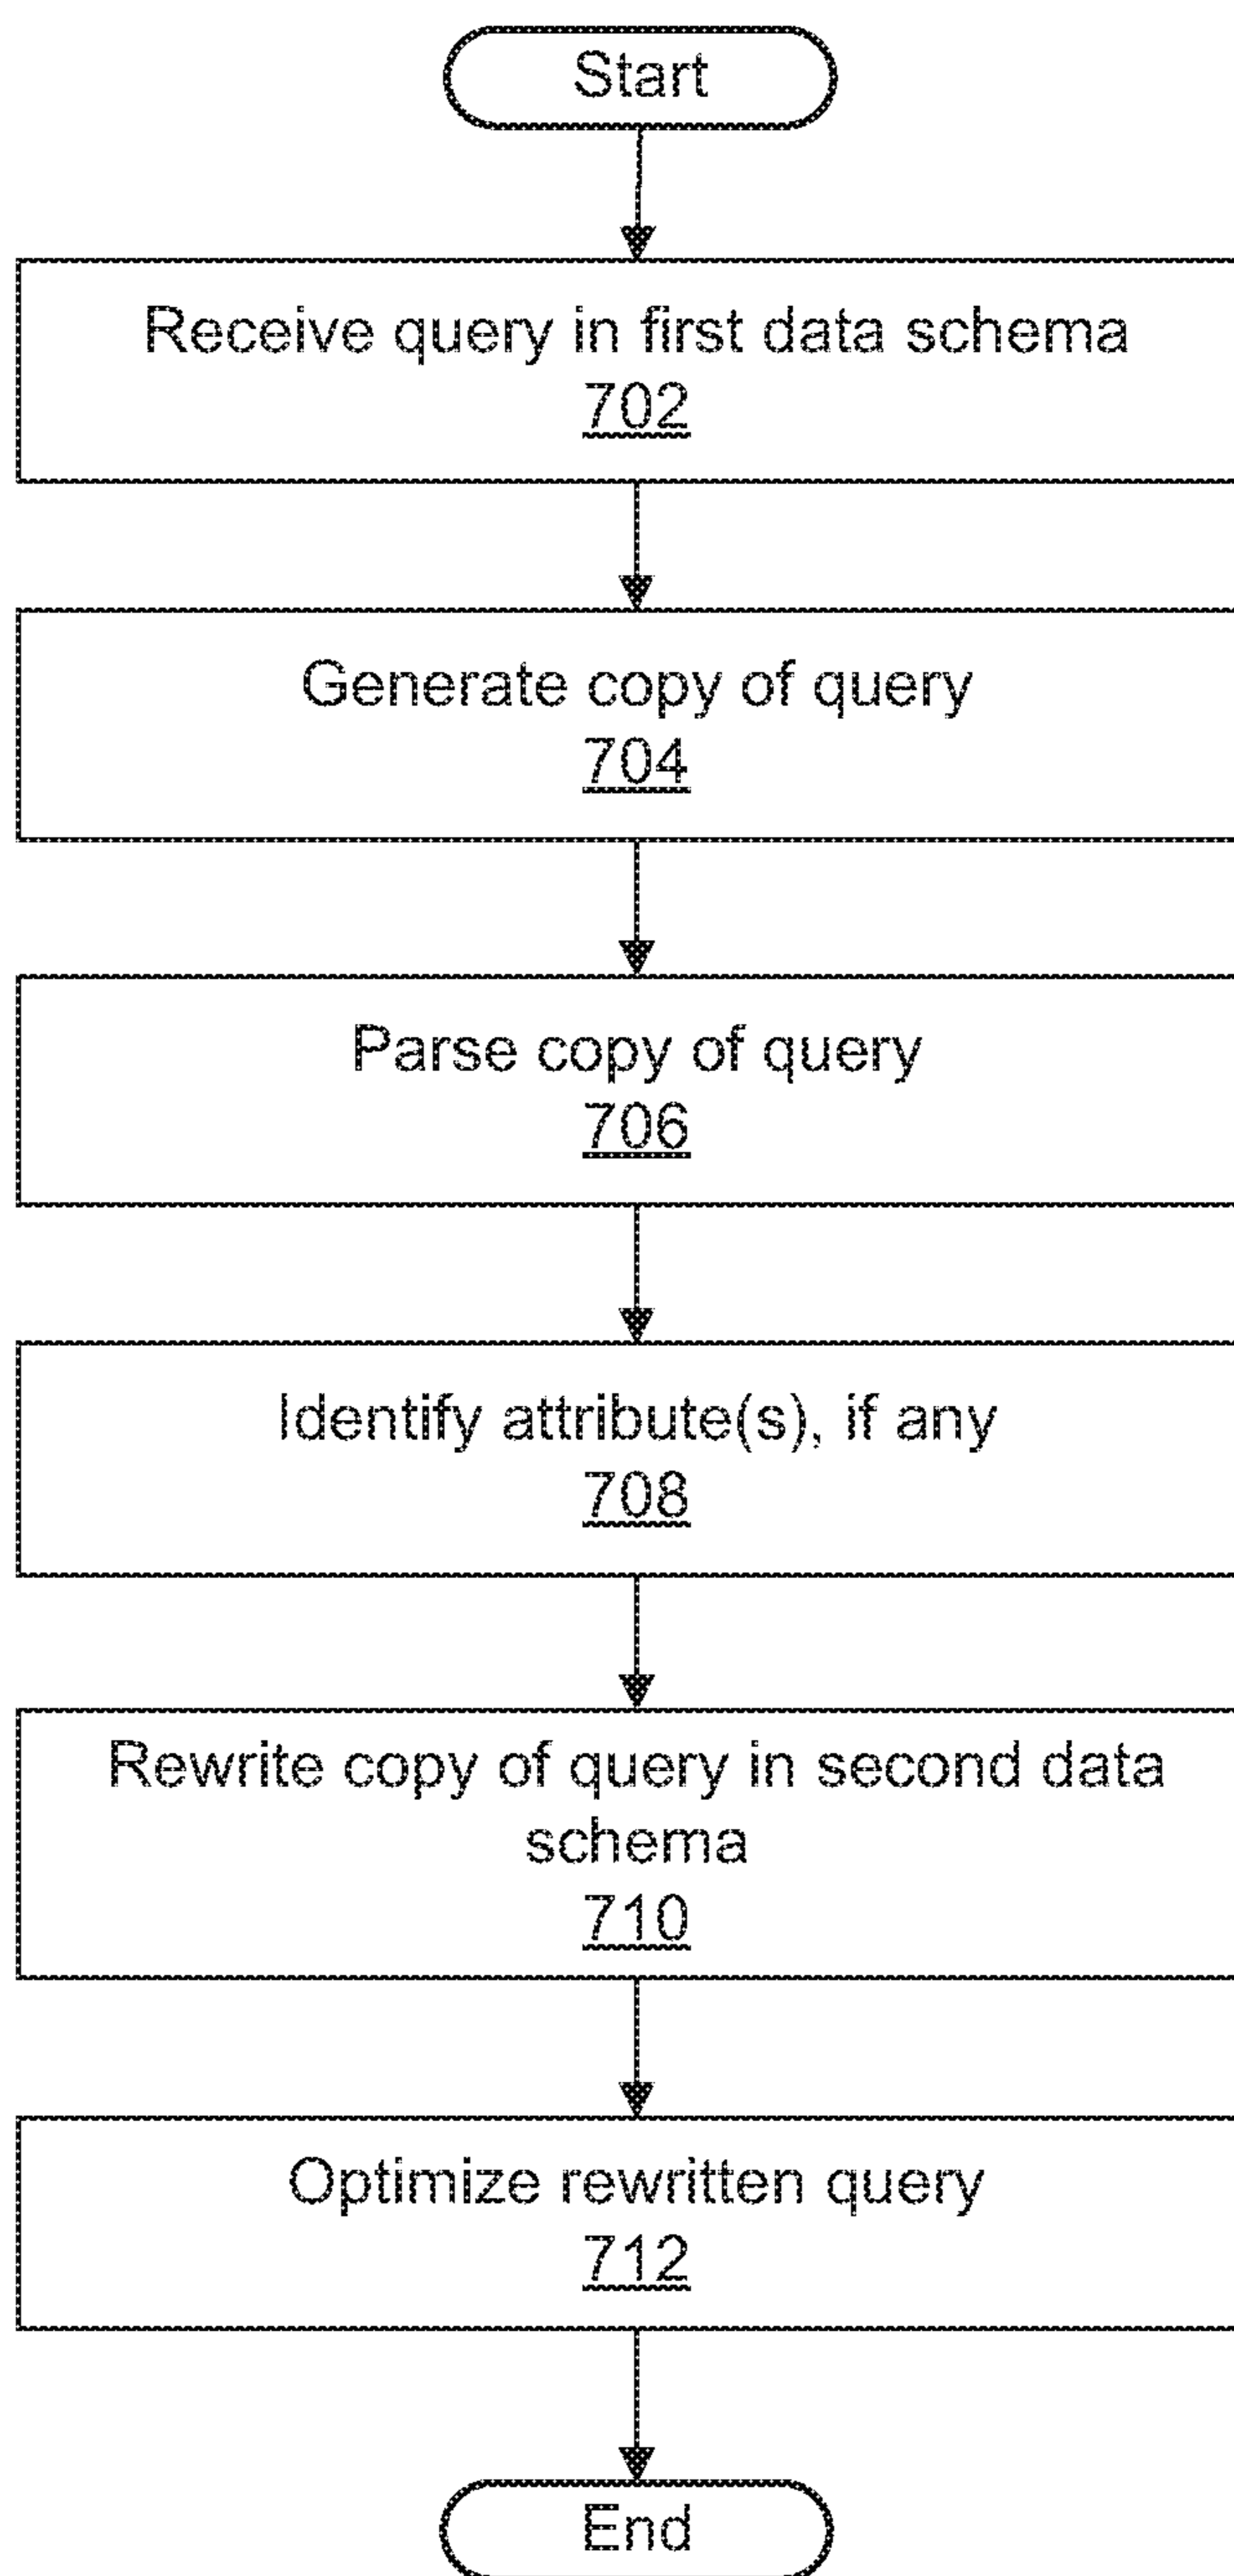 Start
Receive query in first data schema
702
Generate copy of query
704
Parse copy of query
706
Identify attribute(s), if any
708
Rewrite copy of query in second data
schema
710
Optimize rewritten query
712
End